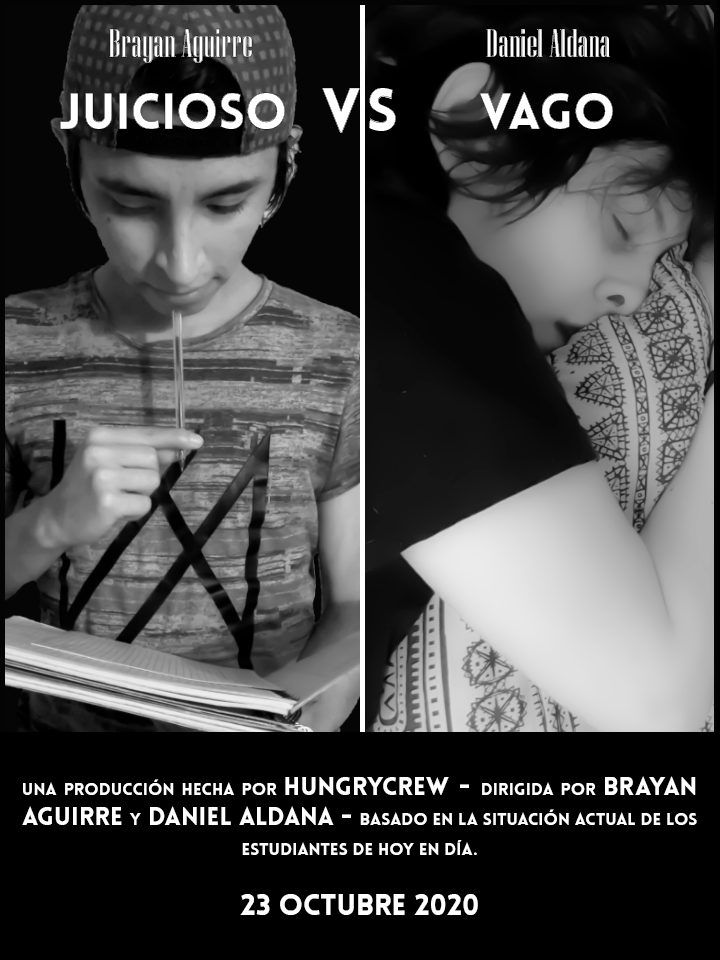 Brayan Aguirre
Daniel Aldana
JUICIOSO VS VAGO
UNA PRODUCCIÓN HECHA POR HUNGRYCREW - DIRIGIDA POR BRAYAN
AGUIRRE Y DANIEL ALDANA - BASADO EN LA SITUACIÓN ACTUAL DE LOS
ESTUDIANTES DE HOY EN DÍA.
23 OCTUBRE 2020